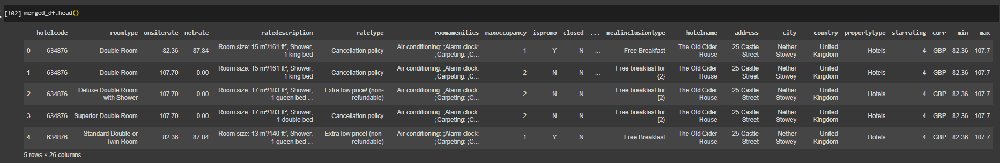 [102] merged_df.head()
hotelcode roomtype onsiterate netrate ratedescription ratetype roomamenities maxoccupancy ispromo closed ... mealinclusiontype hotelname address city country propertytype starrating curr min max
0 634876 Double Room 82.36 87.84 Room size: 15 m²/161 ft², Shower, 1 king bed Cancellation policy Air conditioning: ;Alarm clock: ;Carpeting: ;C... 1 Y N ... Free Breakfast The Old Cider House 25 Castle Street Nether Stowey United Kingdom Hotels 4 GBP 82.36 107.7
1 634876 Double Room 107.70 0.00 Room size: 15 m²/161 ft², Shower, 1 king bed Cancellation policy Air conditioning: ;Alarm clock: ;Carpeting: ;C... 2 N N ... Free breakfast for {2} The Old Cider House 25 Castle Street Nether Stowey United Kingdom Hotels 4 GBP 82.36 107.7
2 634876 Deluxe Double Room with Shower 107.70 0.00 Room size: 17 m²/183 ft², Shower, 1 queen bed ... Extra low price! (non-refundable) Air conditioning: ;Alarm clock: ;Carpeting: ;C... 2 N N ... Free breakfast for {2} The Old Cider House 25 Castle Street Nether Stowey United Kingdom Hotels 4 GBP 82.36 107.7
3 634876 Superior Double Room 107.70 0.00 Room size: 17 m²/183 ft², Shower, 1 double bed Cancellation policy Air conditioning: ;Alarm clock: ;Carpeting: ;C... 2 N N ... Free breakfast for {2} The Old Cider House 25 Castle Street Nether Stowey United Kingdom Hotels 4 GBP 82.36 107.7
4 634876 Standard Double or Twin Room 82.36 87.84 Room size: 13 m²/140 ft², Shower, 1 queen bed ... Extra low price! (non-refundable) Air conditioning: ;Alarm clock: ;Carpeting: ;C... 1 Y N ... Free Breakfast The Old Cider House 25 Castle Street Nether Stowey United Kingdom Hotels 4 GBP 82.36 107.7
5 rows × 26 columns